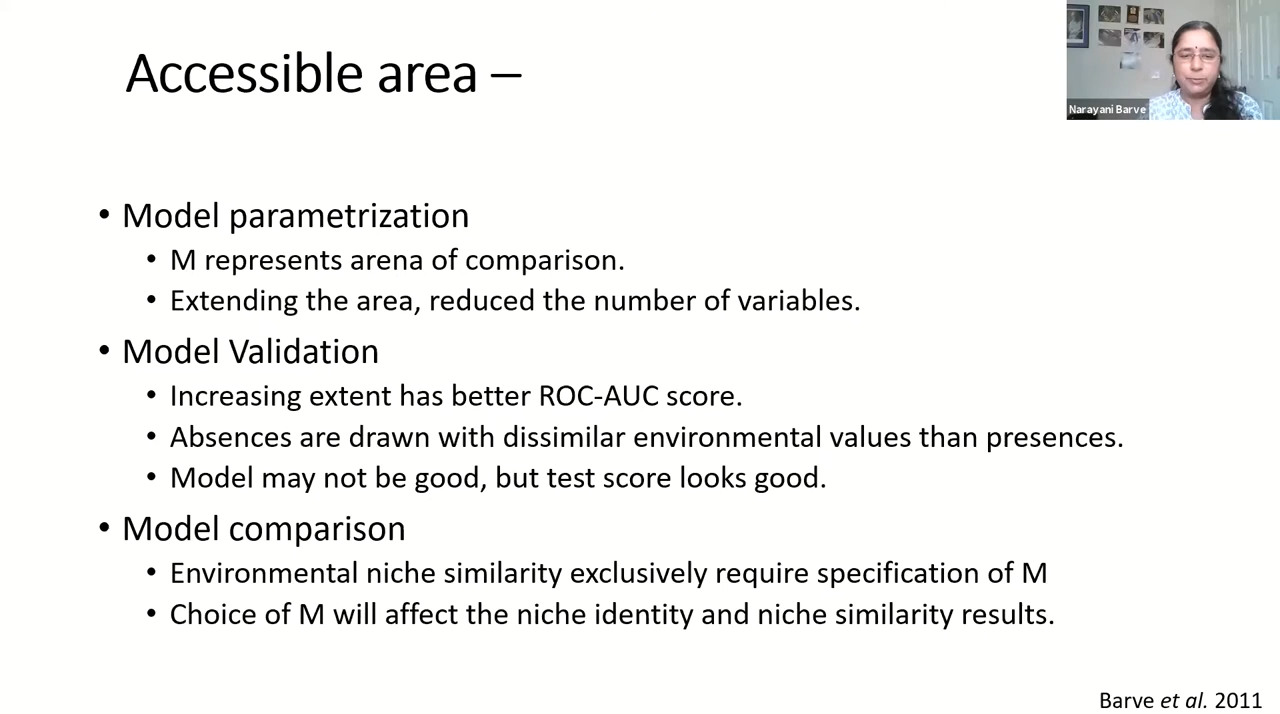 Accessible area –
Narayani Barve
• Model parametrization
• M represents arena of comparison.
• Extending the area, reduced the number of variables.
• Model Validation
• Increasing extent has better ROC-AUC score.
• Absences are drawn with dissimilar environmental values than presences.
• Model may not be good, but test score looks good.
• Model comparison
• Environmental niche similarity exclusively require specification of M
• Choice of M will affect the niche identity and niche similarity results.
Barve et al. 2011